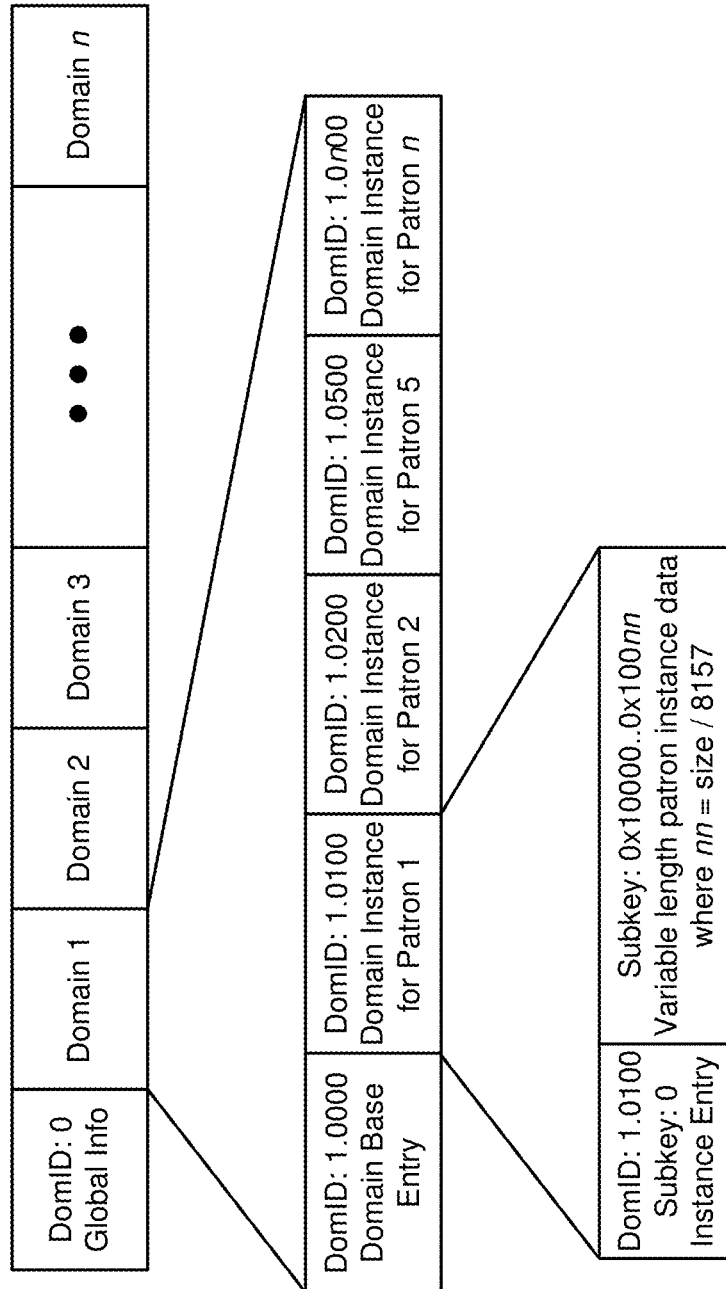 DomID: 0
Global Info
Domain 1
Domain 2
Domain 3
Domain n
DomID: 1.0000
Domain Base
Entry
DomID: 1.0100
Domain Instance
for Patron 1
DomID: 1.0200
Domain Instance
for Patron 2
DomID: 1.0500
Domain Instance
for Patron 5
DomID: 1.0n00
Domain Instance
for Patron n
DomID: 1.0100
Subkey: 0
Instance Entry
Subkey: 0x10000..0x100nn
Variable length patron instance data
where nn = size / 8157